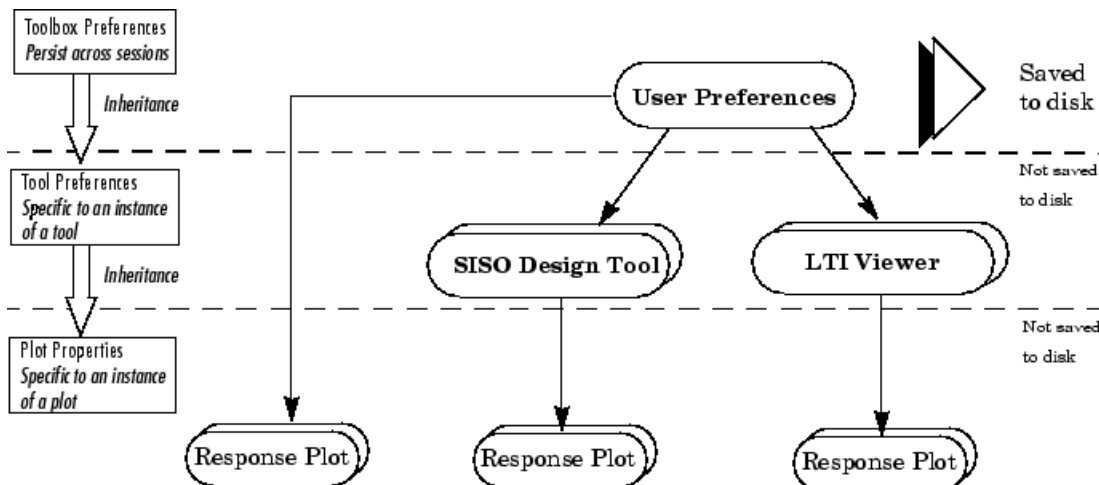 Toolbox Preferences
Persist across sessions
Inheritance
User Preferences
Saved
to disk
Tool Preferences
Specific to an instance
of a tool
Not saved
to disk
SISO Design Tool
LTI Viewer
Inheritance
Not saved
to disk
Plot Properties
Specific to an instance
of a plot
Response Plot
Response Plot
Response Plot